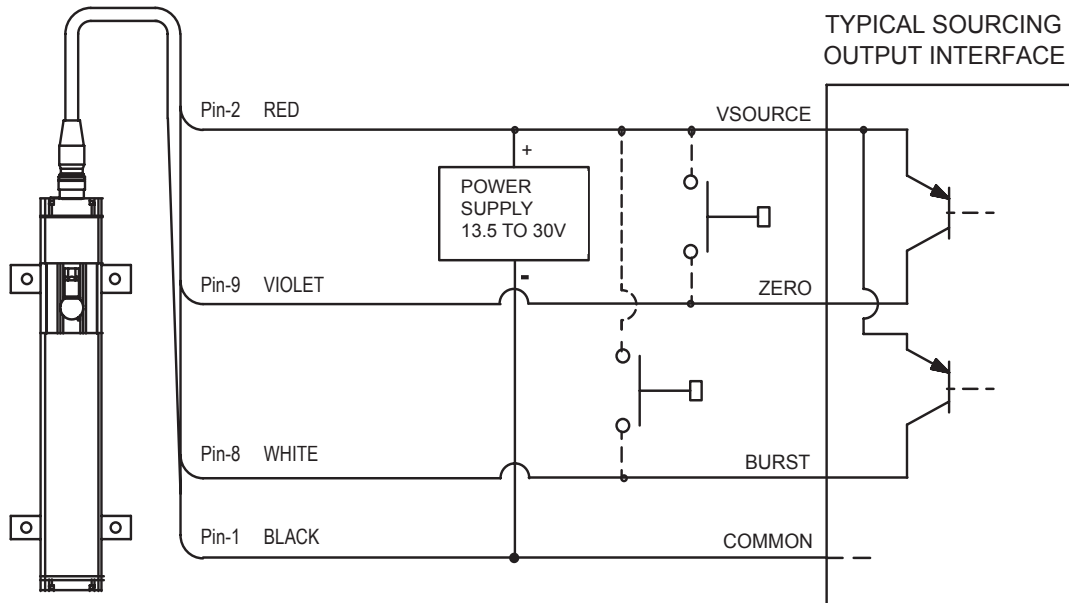 TYPICAL SOURCING
OUTPUT INTERFACE
Pin-2 RED
VSOURCE
+
POWER
SUPPLY
13.5 TO 30V
-
Pin-9 VIOLET
ZERO
Pin-8 WHITE
BURST
Pin-1 BLACK
COMMON